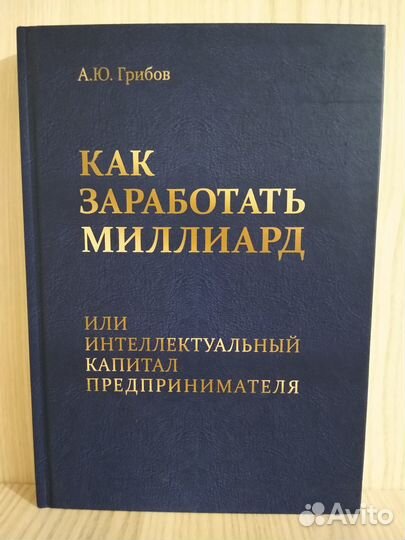 А.Ю. Грибов
КАК
ЗАРАБОТАТЬ
МИЛЛИАРД
ИЛИ
ИНТЕЛЛЕКТУАЛЬНЫЙ
КАПИТАЛ
ПРЕДПРИНИМАТЕЛЯ
Avito